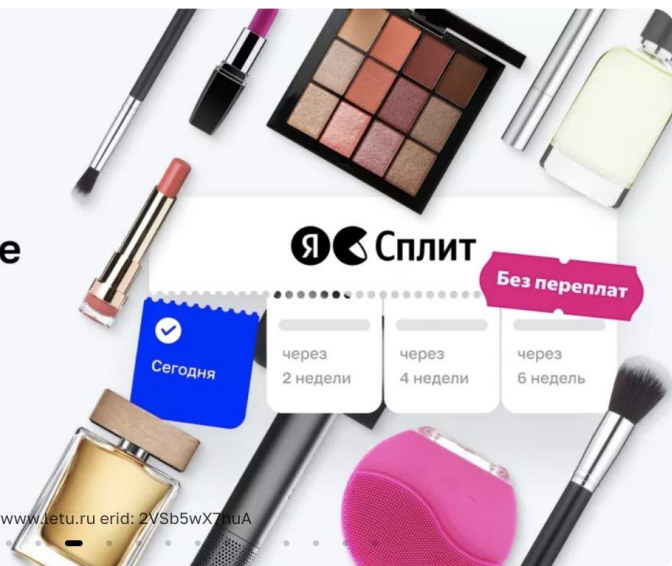 е
Я Сплит
Без переплат
Сегодня
через
2 недели
через
4 недели
через
6 недель
www.letu.ru erid: 2VSb5wX7nuA